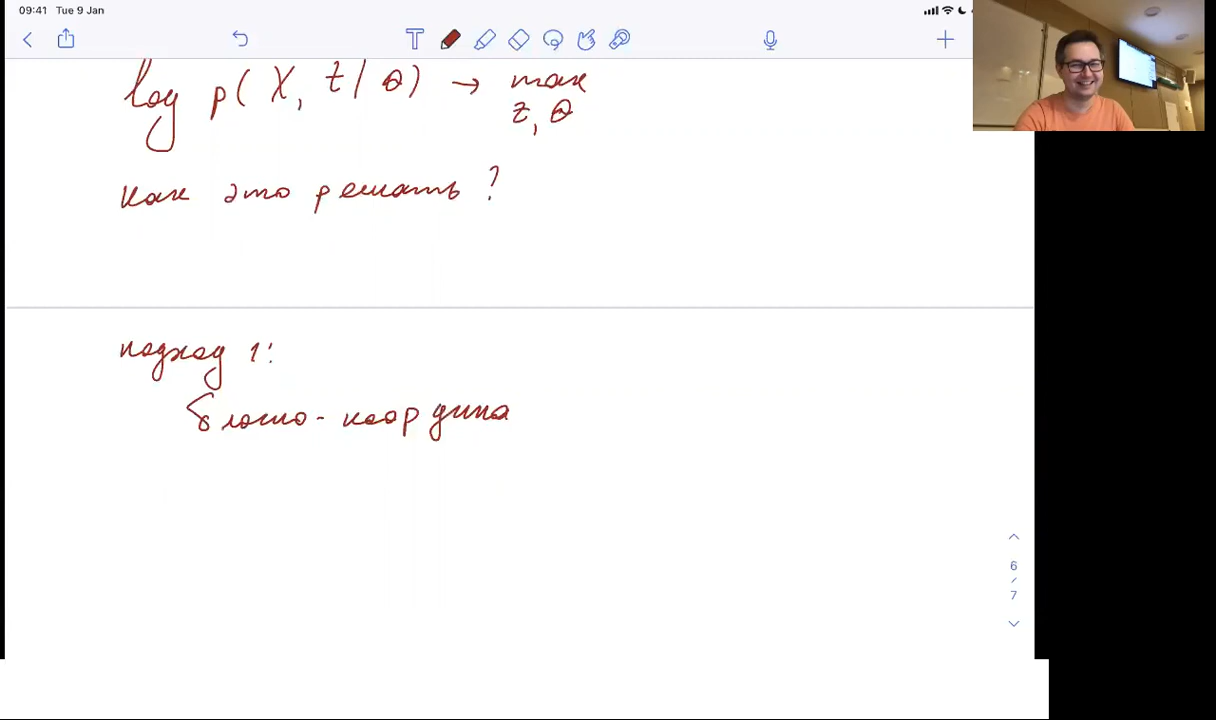 09:41 Tue 9 Jan
log p(X, z | θ) → max
z, θ
как это решать?
подход 1:
блочно-координа
6
/
7